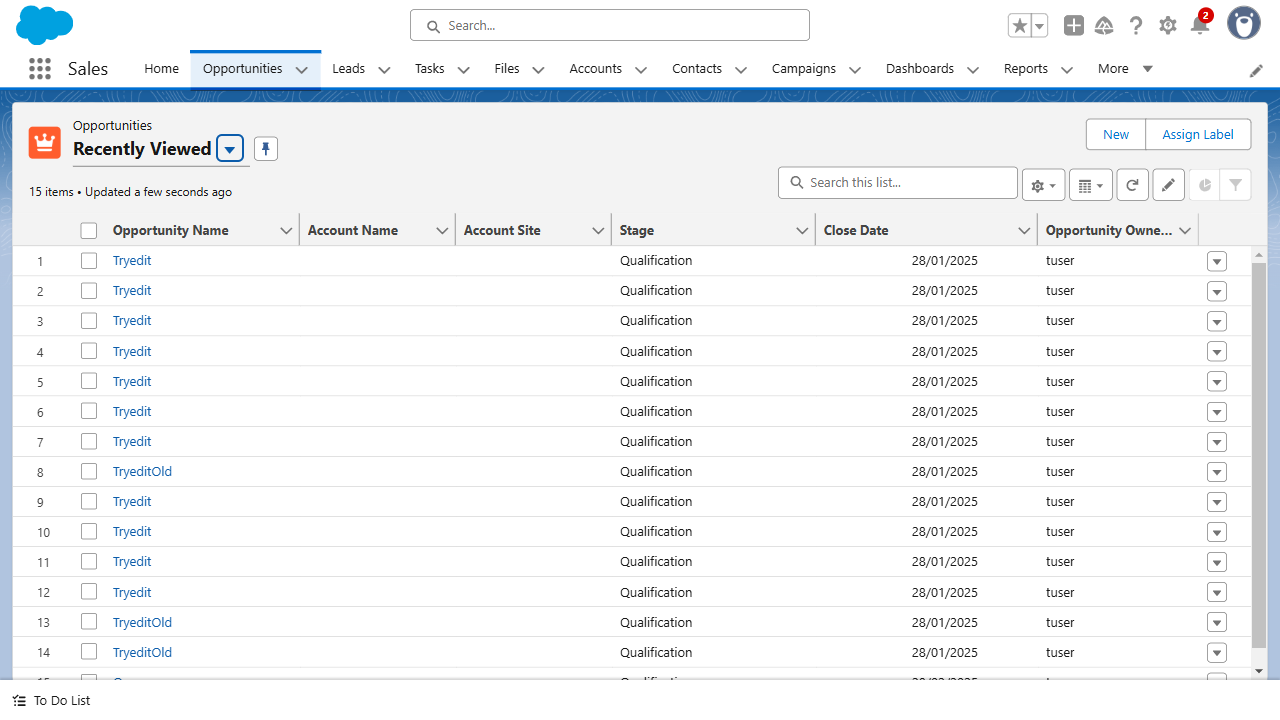 Search...
2
Sales
Home
Opportunities
Leads
Tasks
Files
Accounts
Contacts
Campaigns
Dashboards
Reports
More
Opportunities
Recently Viewed
New
Assign Label
15 items • Updated a few seconds ago
Search this list...
Opportunity Name
Account Name
Account Site
Stage
Close Date
Opportunity Owne...
1 Tryedit Qualification 28/01/2025 tuser
2 Tryedit Qualification 28/01/2025 tuser
3 Tryedit Qualification 28/01/2025 tuser
4 Tryedit Qualification 28/01/2025 tuser
5 Tryedit Qualification 28/01/2025 tuser
6 Tryedit Qualification 28/01/2025 tuser
7 Tryedit Qualification 28/01/2025 tuser
8 TryeditOld Qualification 28/01/2025 tuser
9 Tryedit Qualification 28/01/2025 tuser
10 Tryedit Qualification 28/01/2025 tuser
11 Tryedit Qualification 28/01/2025 tuser
12 Tryedit Qualification 28/01/2025 tuser
13 TryeditOld Qualification 28/01/2025 tuser
14 TryeditOld Qualification 28/01/2025 tuser
To Do List